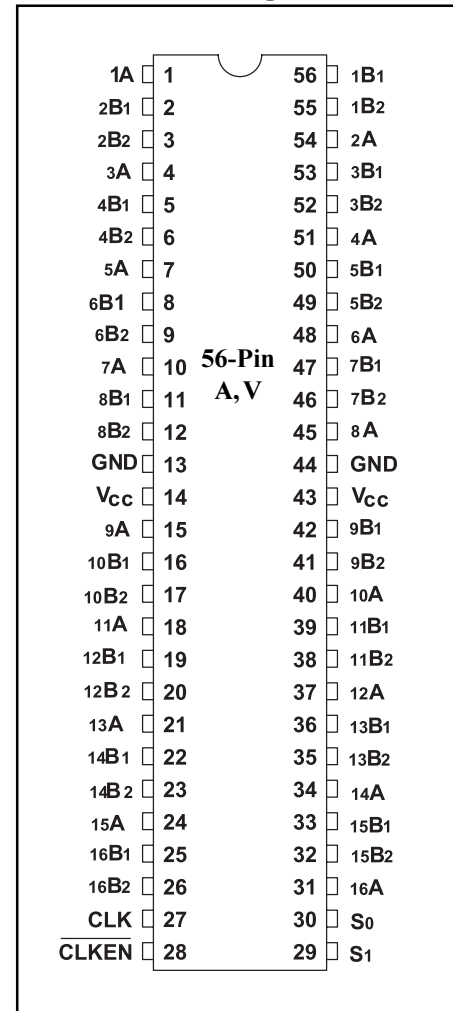 1A 1 56 1B1
2B1 2 55 1B2
2B2 3 54 2A
3A 4 53 3B1
4B1 5 52 3B2
4B2 6 51 4A
5A 7 50 5B1
6B1 8 49 5B2
6B2 9 48 6A
7A 10 56-Pin 47 7B1
8B1 11 A, V 46 7B2
8B2 12 45 8A
GND 13 44 GND
VCC 14 43 VCC
9A 15 42 9B1
10B1 16 41 9B2
10B2 17 40 10A
11A 18 39 11B1
12B1 19 38 11B2
12B2 20 37 12A
13A 21 36 13B1
14B1 22 35 13B2
14B2 23 34 14A
15A 24 33 15B1
16B1 25 32 15B2
16B2 26 31 16A
CLK 27 30 S0
CLKEN 28 29 S1